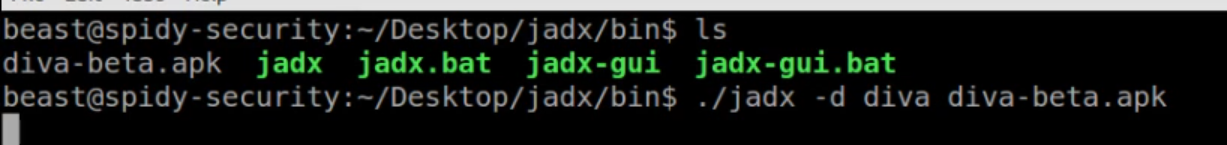 beast@spidy-security:~/Desktop/jadx/bin$ ls
diva-beta.apk jadx jadx.bat jadx-gui jadx-gui.bat
beast@spidy-security:~/Desktop/jadx/bin$ ./jadx -d diva diva-beta.apk